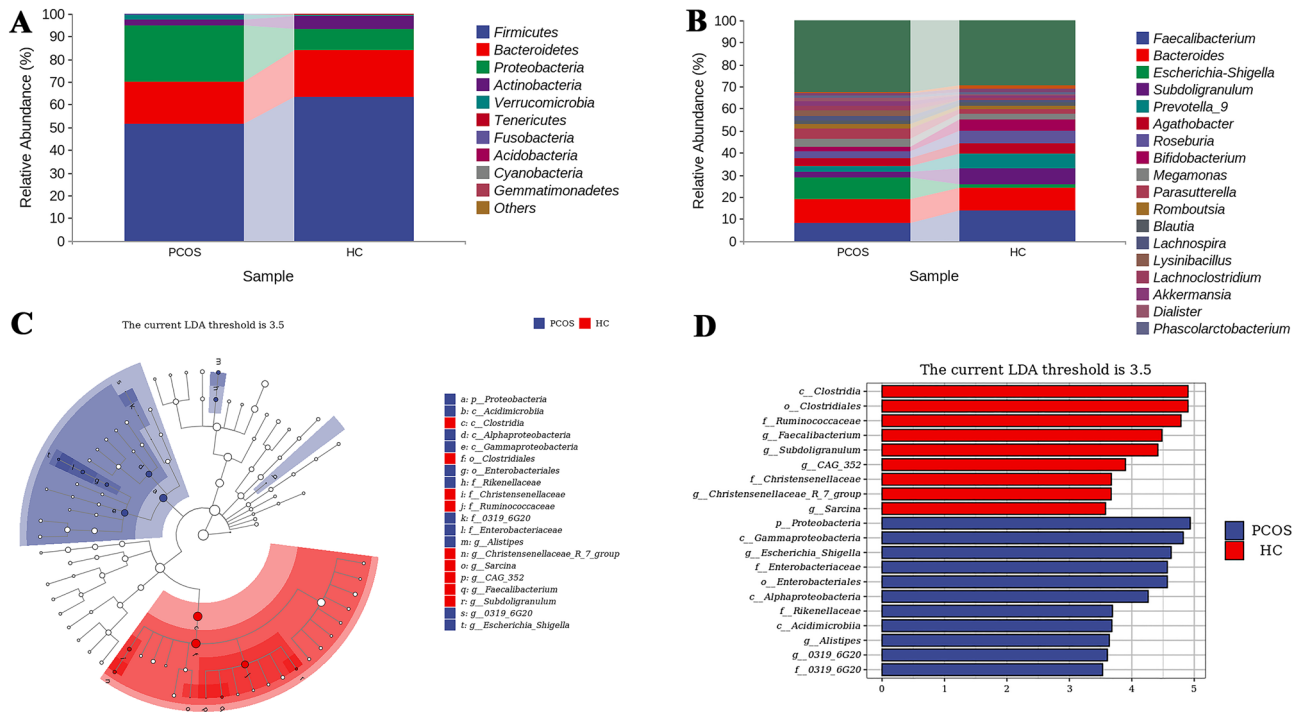 A
Relative Abundance (%)
100
90
80
70
60
50
40
30
20
10
0
PCOS
HC
Sample
Firmicutes
Bacteroidetes
Proteobacteria
Actinobacteria
Verrucomicrobia
Tenericutes
Fusobacteria
Acidobacteria
Cyanobacteria
Gemmatimonadetes
Others
B
Relative Abundance (%)
100
90
80
70
60
50
40
30
20
10
0
PCOS
HC
Sample
Faecalibacterium
Bacteroides
Escherichia-Shigella
Subdoligranulum
Prevotella_9
Agathobacter
Roseburia
Bifidobacterium
Megamonas
Parasutterella
Romboutsia
Blautia
Lachnospira
Lysinibacillus
Lachnoclostridium
Akkermansia
Dialister
Phascolarctobacterium
C
The current LDA threshold is 3.5
PCOS
HC
a: p__Proteobacteria
b: c__Acidimicrobiia
c: c__Clostridia
d: c__Alphaproteobacteria
e: c__Gammaproteobacteria
f: o__Clostridiales
g: o__Enterobacteriales
h: f__Rikenellaceae
i: f__Christensenellaceae
j: f__Ruminococcaceae
k: f__0319_6G20
l: f__Enterobacteriaceae
m: g__Alistipes
n: g__Christensenellaceae_R_7_group
o: g__Sarcina
p: g__CAG_352
q: g__Faecalibacterium
r: g__Subdoligranulum
s: g__0319_6G20
t: g__Escherichia_Shigella
D
The current LDA threshold is 3.5
c__Clostridia
o__Clostridiales
f__Ruminococcaceae
g__Faecalibacterium
g__Subdoligranulum
g__CAG_352
f__Christensenellaceae
g__Christensenellaceae_R_7_group
g__Sarcina
p__Proteobacteria
c__Gammaproteobacteria
g__Escherichia_Shigella
f__Enterobacteriaceae
o__Enterobacteriales
c__Alphaproteobacteria
f__Rikenellaceae
c__Acidimicrobiia
g__Alistipes
g__0319_6G20
f__0319_6G20
0 1 2 3 4 5
PCOS
HC